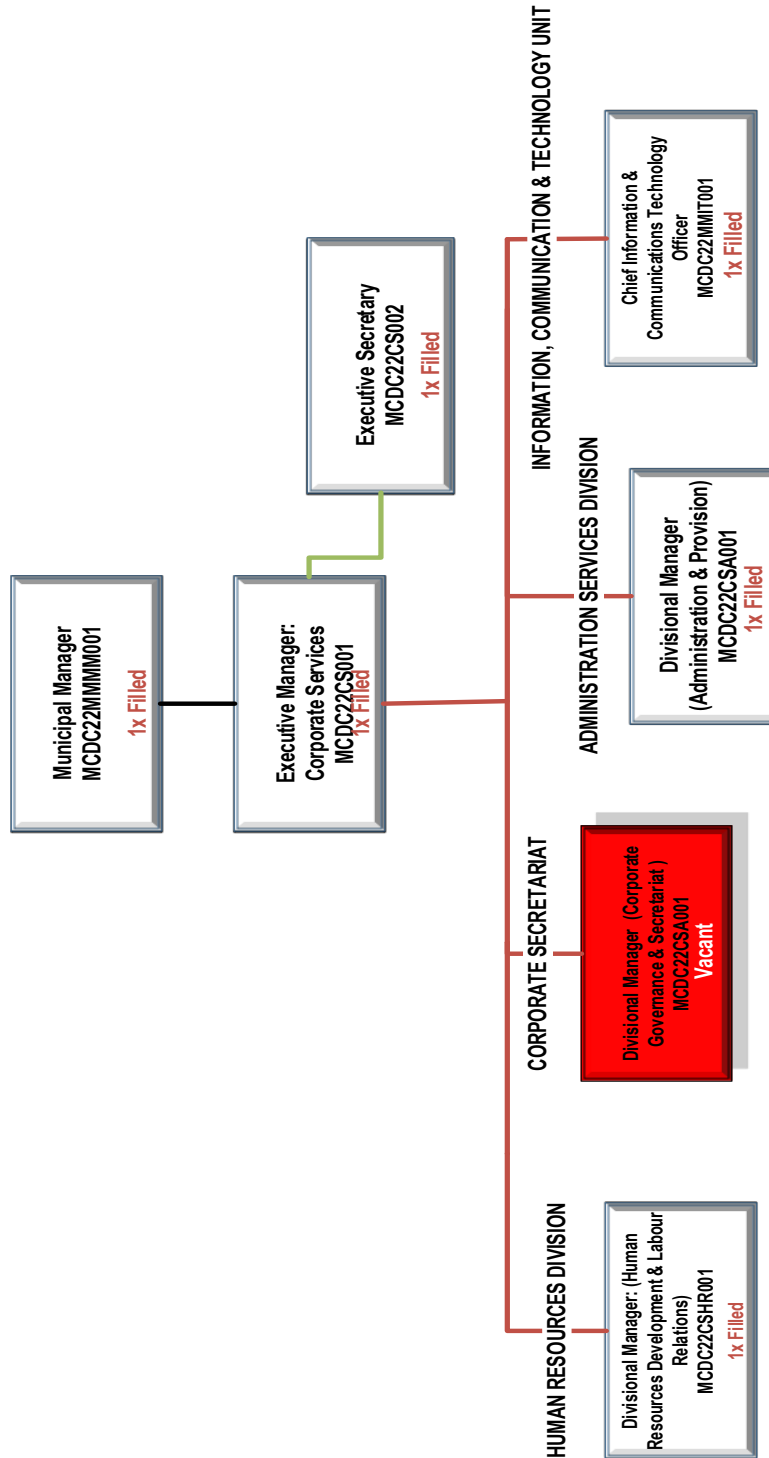 Municipal Manager
MCDC22MMMM001
1x Filled
Executive Manager:
Corporate Services
MCDC22CS001
1x Filled
Executive Secretary
MCDC22CS002
1x Filled
HUMAN RESOURCES DIVISION
Divisional Manager: (Human
Resources Development & Labour
Relations)
MCDC22CSHR001
1x Filled
CORPORATE SECRETARIAT
Divisional Manager (Corporate
Governance & Secretariat )
MCDC22CSA001
Vacant
ADMINISTRATION SERVICES DIVISION
Divisional Manager
(Administration & Provision)
MCDC22CSA001
1x Filled
INFORMATION, COMMUNICATION & TECHNOLOGY UNIT
Chief Information &
Communications Technology
Officer
MCDC22MMIT001
1x Filled